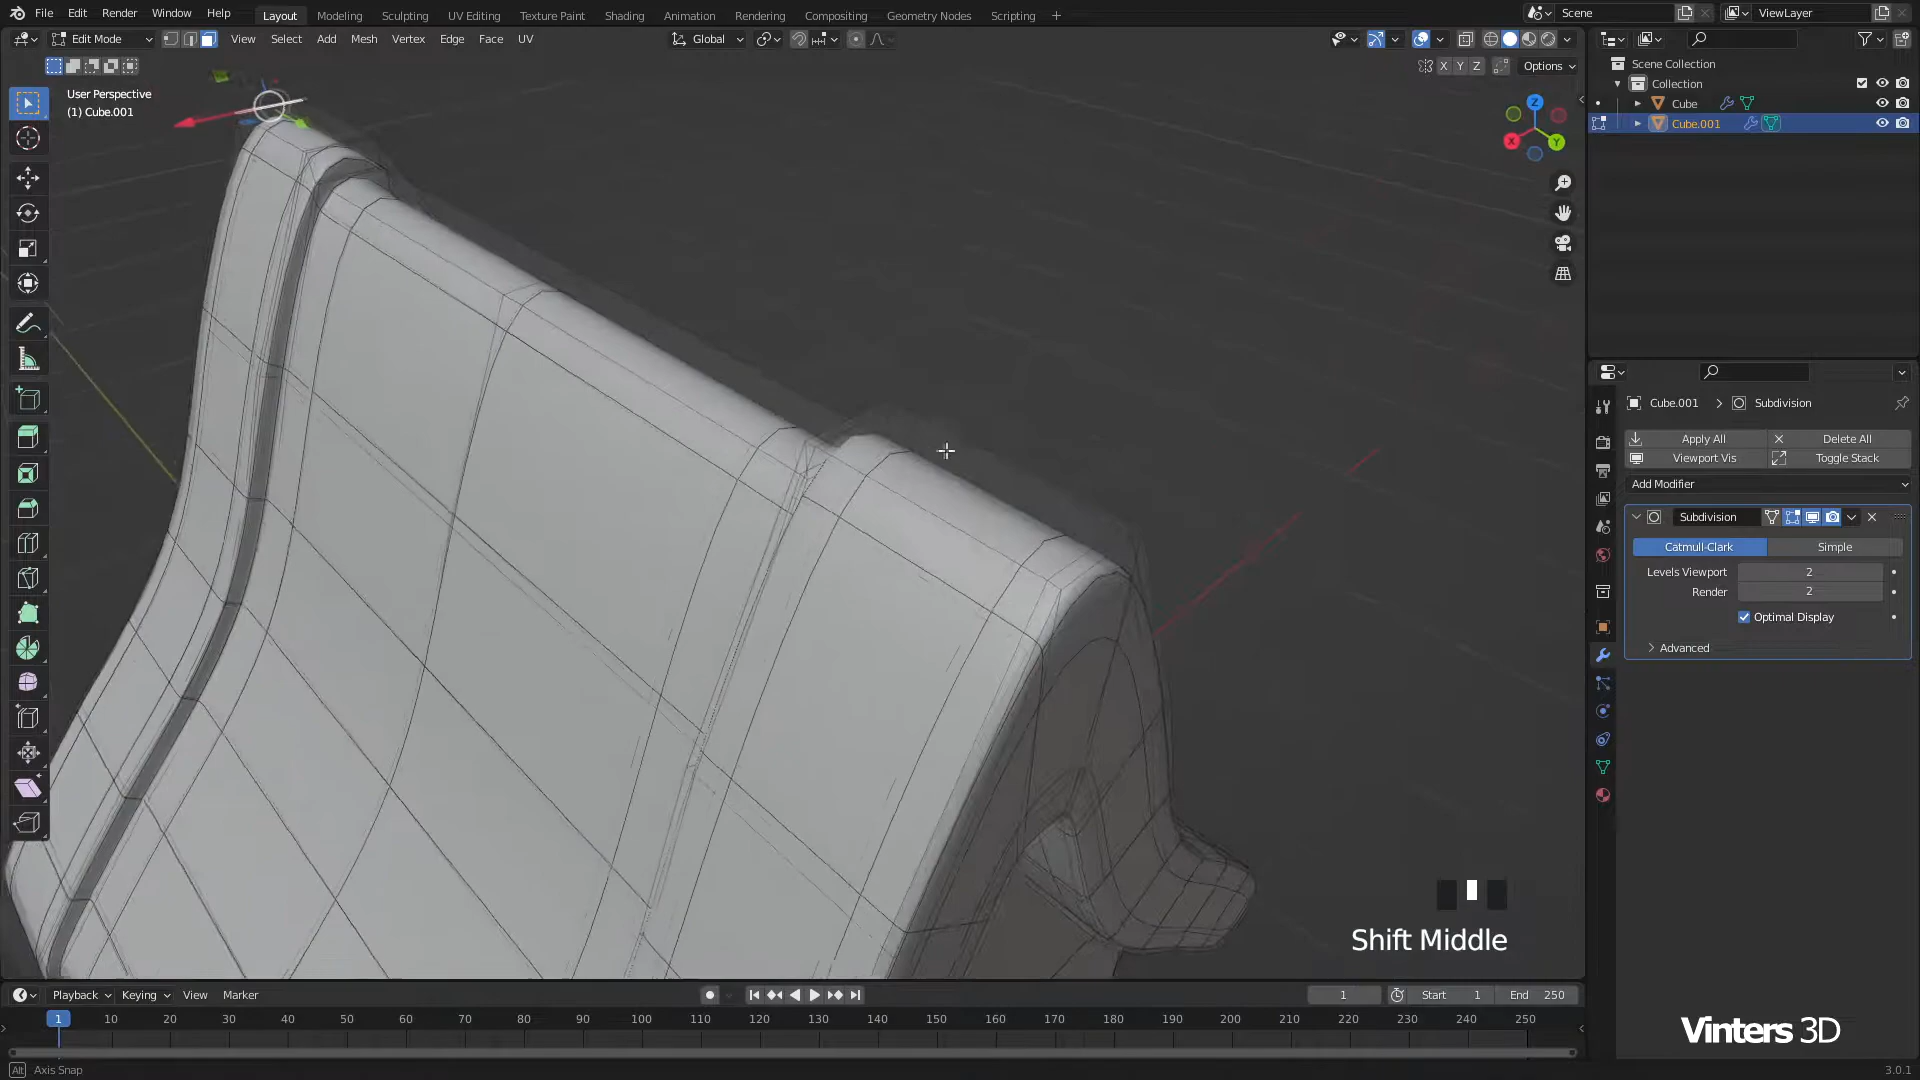 File Edit Render Window Help Layout Modeling Sculpting UV Editing Texture Paint Shading Animation Rendering Compositing Geometry Nodes Scripting + Scene ViewLayer
Edit Mode View Select Add Mesh Vertex Edge Face UV Global
X Y Z Options
User Perspective
(1) Cube.001
Z
X
Y
Scene Collection
Collection
Cube
Cube.001
Cube.001 > Subdivision
Apply All Delete All
Viewport Vis Toggle Stack
Add Modifier
Subdivision
Catmull-Clark Simple
Levels Viewport 2
Render 2
Optimal Display
Advanced
Shift Middle
Playback Keying View Marker 1 Start 1 End 250
1 10 20 30 40 50 60 70 80 90 100 110 120 130 140 150 160 170 180 190 200 210 220 230 240 250
Vinters 3D
Alt Axis Snap 3.0.1